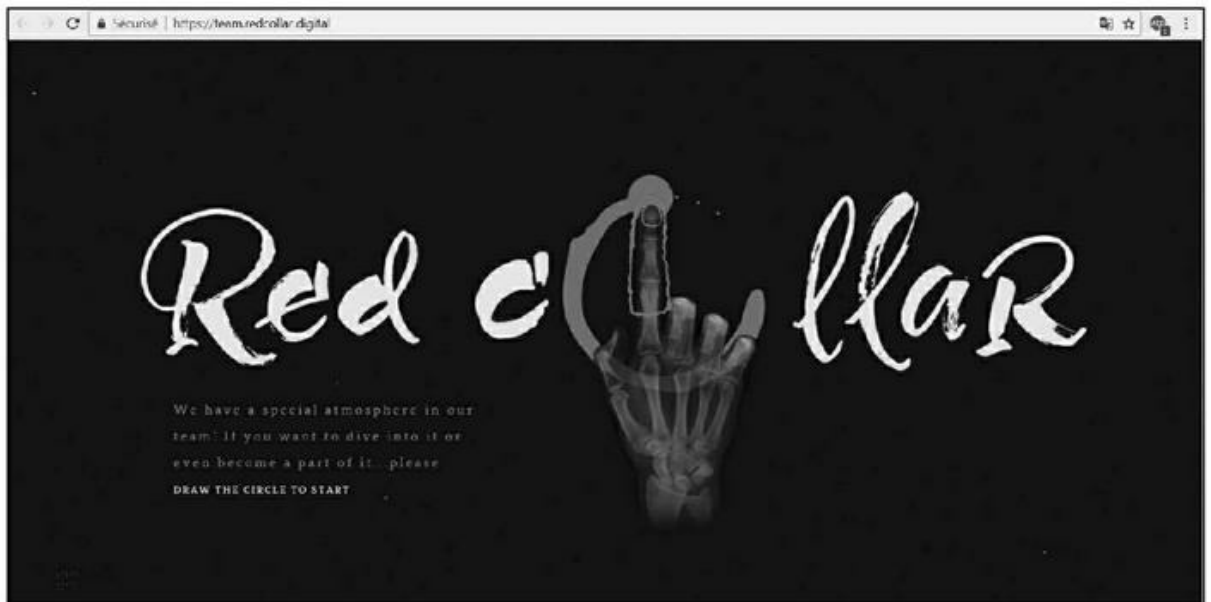 Sécurisé | https://team.redcollar.digital
Red c llaR
We have a special atmosphere in our
team! If you want to dive into it or
even become a part of it...please
DRAW THE CIRCLE TO START